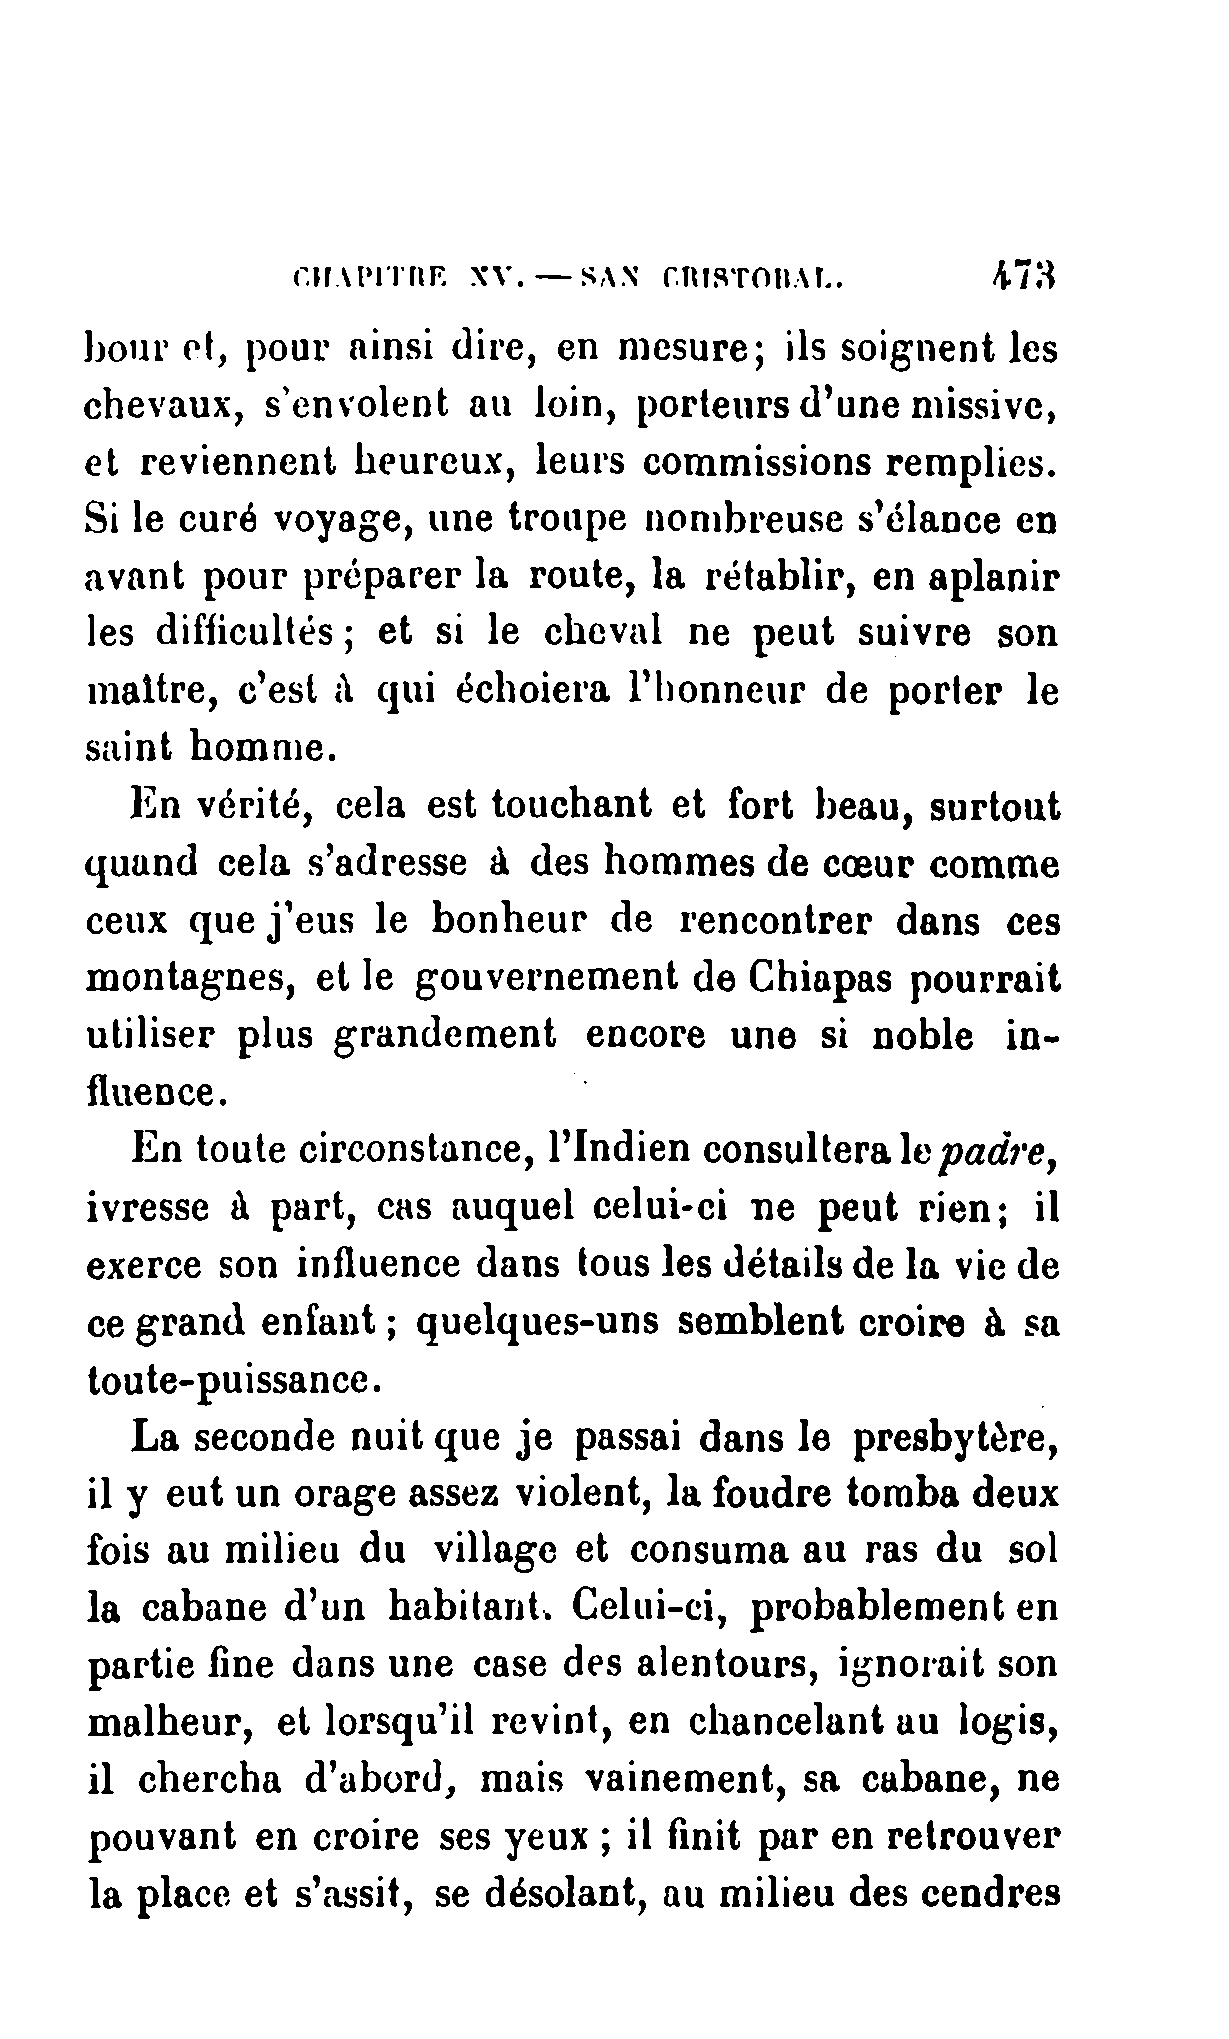 CHAPITRE XV. — SAN CRISTOBAL. 473
bour et, pour ainsi dire, en mesure; ils soignent les
chevaux, s'envolent au loin, porteurs d'une missive,
et reviennent heureux, leurs commissions remplies.
Si le curé voyage, une troupe nombreuse s'élance en
avant pour préparer la route, la rétablir, en aplanir
les difficultés ; et si le cheval ne peut suivre son
maître, c'est à qui échoiera l'honneur de porter le
saint homme.
En vérité, cela est touchant et fort beau, surtout
quand cela s'adresse à des hommes de cœur comme
ceux que j'eus le bonheur de rencontrer dans ces
montagnes, et le gouvernement de Chiapas pourrait
utiliser plus grandement encore une si noble in-
fluence.
En toute circonstance, l'Indien consultera le padre,
ivresse à part, cas auquel celui-ci ne peut rien; il
exerce son influence dans tous les détails de la vie de
ce grand enfant ; quelques-uns semblent croire à sa
toute-puissance.
La seconde nuit que je passai dans le presbytère,
il y eut un orage assez violent, la foudre tomba deux
fois au milieu du village et consuma au ras du sol
la cabane d'un habitant. Celui-ci, probablement en
partie fine dans une case des alentours, ignorait son
malheur, et lorsqu'il revint, en chancelant au logis,
il chercha d'abord, mais vainement, sa cabane, ne
pouvant en croire ses yeux ; il finit par en retrouver
la place et s'assit, se désolant, au milieu des cendres